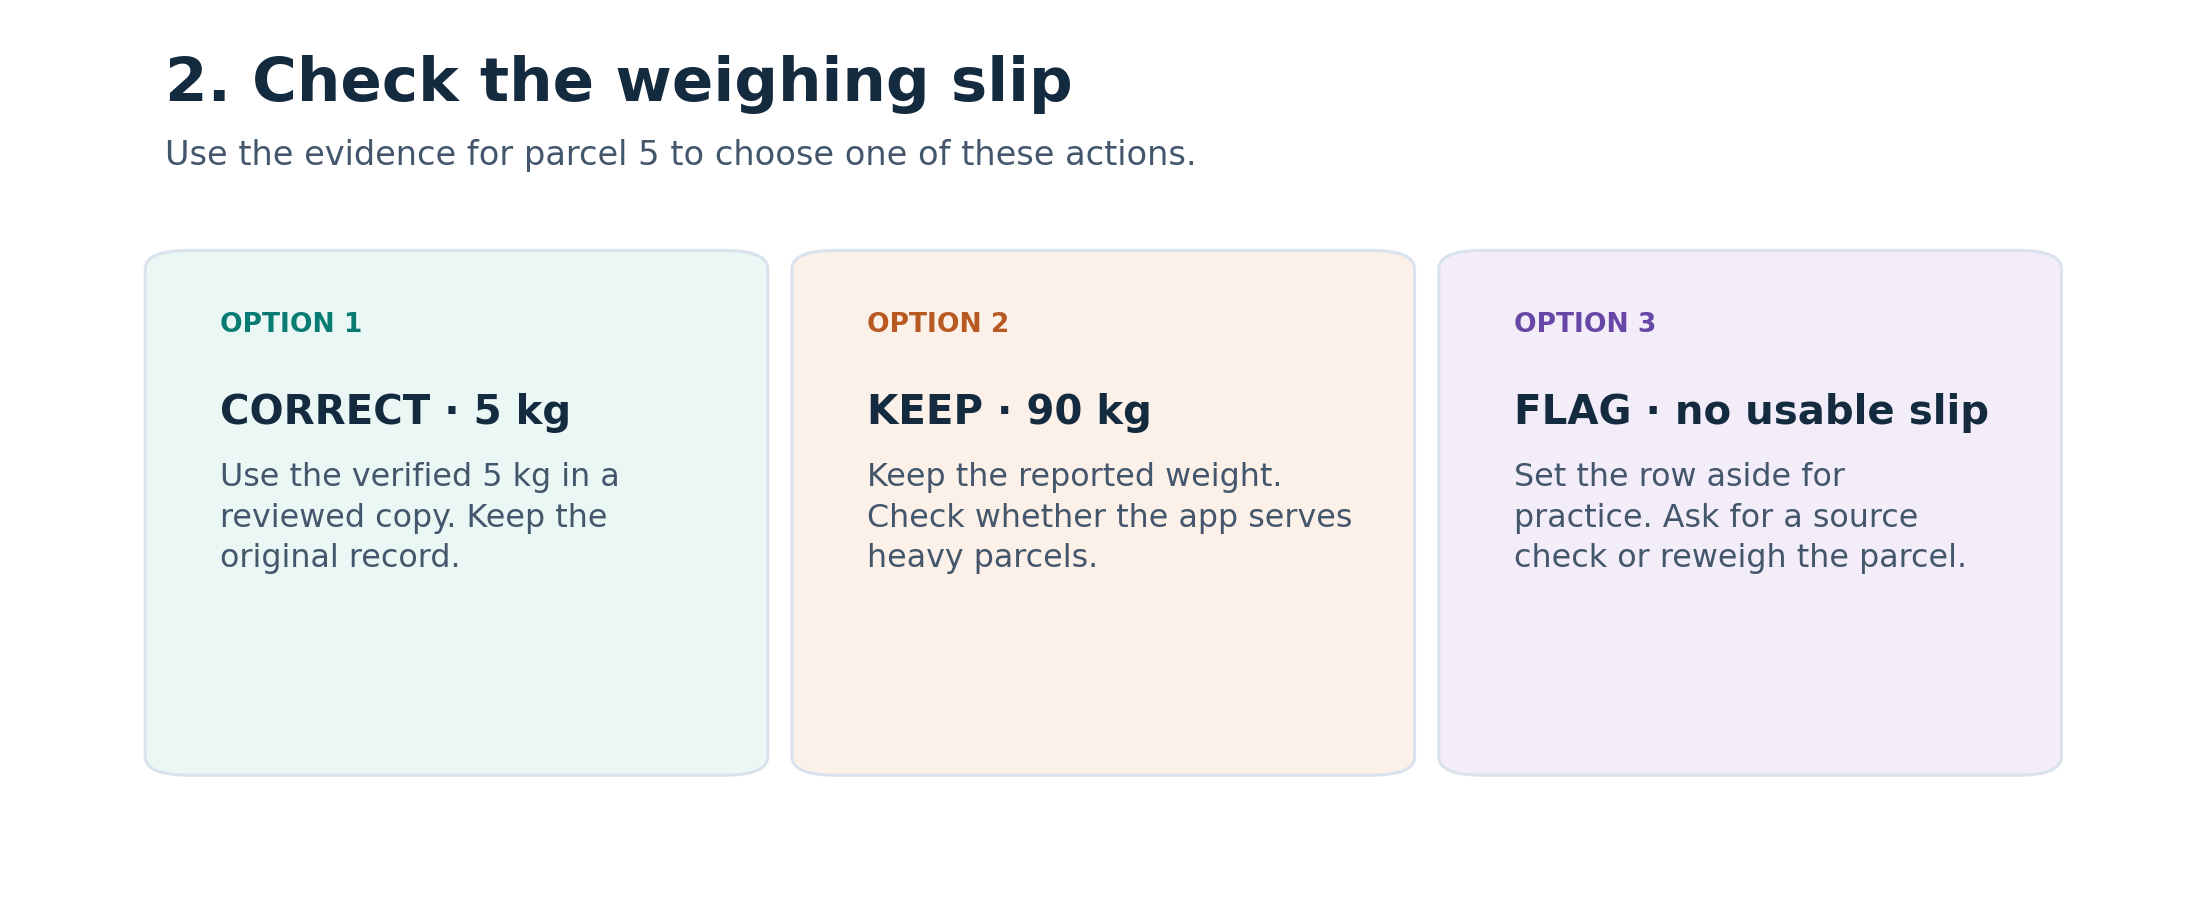 2. Check the weighing slip
Use the evidence for parcel 5 to choose one of these actions.
OPTION 1
CORRECT · 5 kg
Use the verified 5 kg in a
reviewed copy. Keep the
original record.
OPTION 2
KEEP · 90 kg
Keep the reported weight.
Check whether the app serves
heavy parcels.
OPTION 3
FLAG · no usable slip
Set the row aside for
practice. Ask for a source
check or reweigh the parcel.